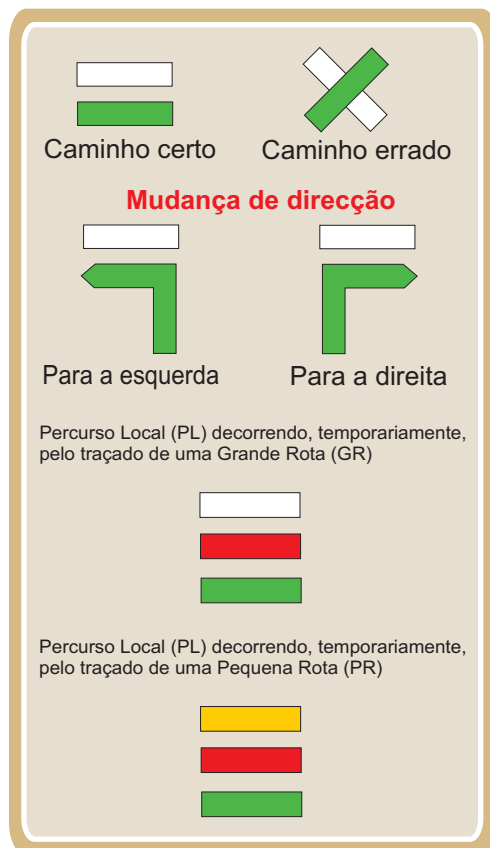 Caminho certo
Caminho errado
Mudança de direcção
Para a esquerda
Para a direita
Percurso Local (PL) decorrendo, temporariamente,
pelo traçado de uma Grande Rota (GR)
Percurso Local (PL) decorrendo, temporariamente,
pelo traçado de uma Pequena Rota (PR)